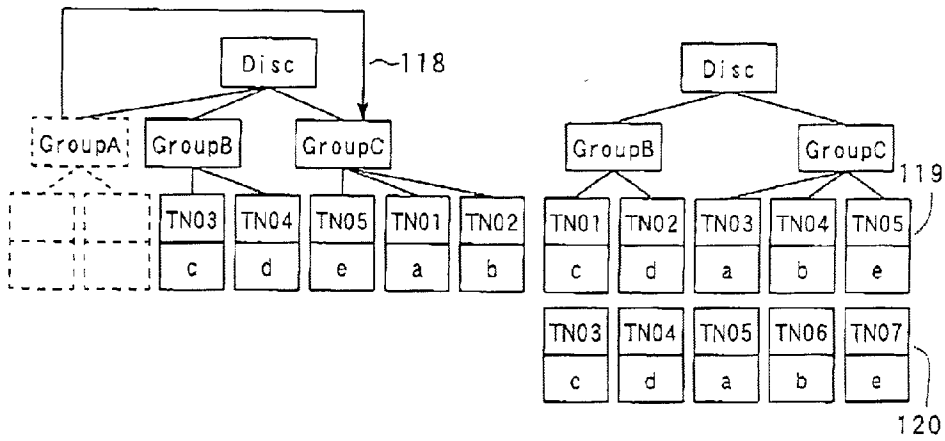 Disc
118
GroupA GroupB GroupC
TN03 TN04 TN05 TN01 TN02
c d e a b
Disc
GroupB GroupC
119
TN01 TN02 TN03 TN04 TN05
c d a b e
TN03 TN04 TN05 TN06 TN07
c d a b e
120